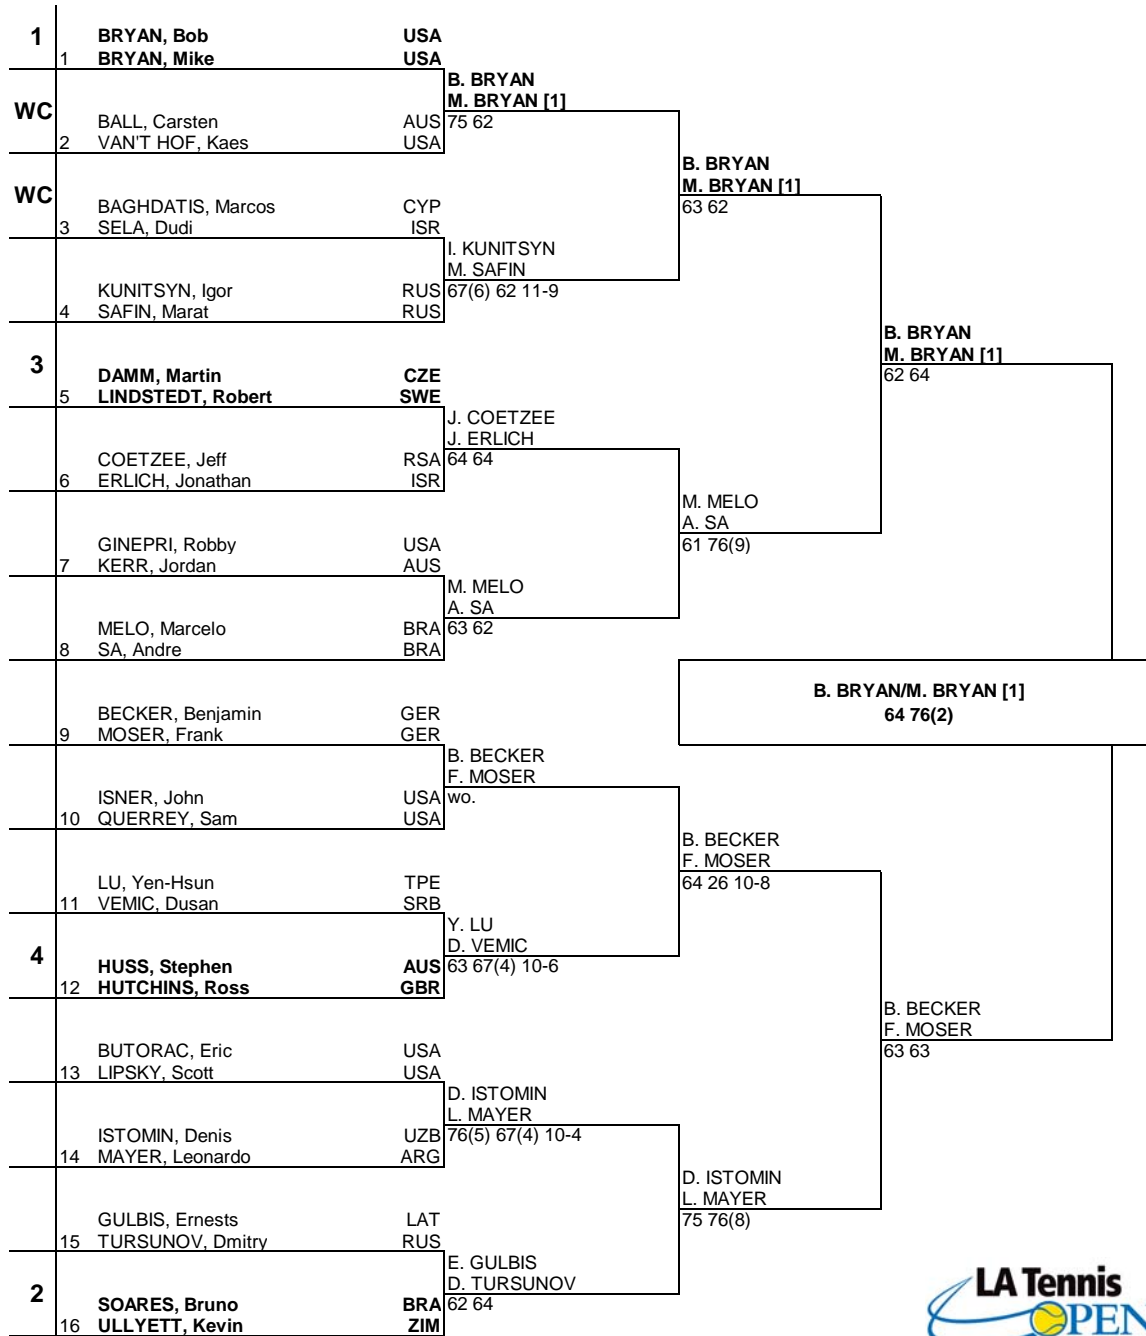 1 BRYAN, Bob USA
1 BRYAN, Mike USA
B. BRYAN
M. BRYAN [1]
WC
BALL, Carsten AUS 75 62
2 VAN'T HOF, Kaes USA
B. BRYAN
M. BRYAN [1]
WC
BAGHDATIS, Marcos CYP 63 62
3 SELA, Dudi ISR
I. KUNITSYN
M. SAFIN
KUNITSYN, Igor RUS 67(6) 62 11-9
4 SAFIN, Marat RUS
B. BRYAN
M. BRYAN [1]
3
DAMM, Martin CZE 62 64
5 LINDSTEDT, Robert SWE
J. COETZEE
J. ERLICH
COETZEE, Jeff RSA 64 64
6 ERLICH, Jonathan ISR
M. MELO
A. SA
GINEPRI, Robby USA 61 76(9)
7 KERR, Jordan AUS
M. MELO
A. SA
MELO, Marcelo BRA 63 62
8 SA, Andre BRA
B. BRYAN/M. BRYAN [1]
BECKER, Benjamin GER 64 76(2)
9 MOSER, Frank GER
B. BECKER
F. MOSER
ISNER, John USA wo.
10 QUERREY, Sam USA
B. BECKER
F. MOSER
LU, Yen-Hsun TPE 64 26 10-8
11 VEMIC, Dusan SRB
Y. LU
D. VEMIC
4
HUSS, Stephen AUS 63 67(4) 10-6
12 HUTCHINS, Ross GBR
B. BECKER
F. MOSER
BUTORAC, Eric USA 63 63
13 LIPSKY, Scott USA
D. ISTOMIN
L. MAYER
ISTOMIN, Denis UZB 76(5) 67(4) 10-4
14 MAYER, Leonardo ARG
D. ISTOMIN
L. MAYER
GULBIS, Ernests LAT 75 76(8)
15 TURSUNOV, Dmitry RUS
E. GULBIS
D. TURSUNOV
2
SOARES, Bruno BRA 62 64
16 ULLYETT, Kevin ZIM
LA Tennis
OPEN